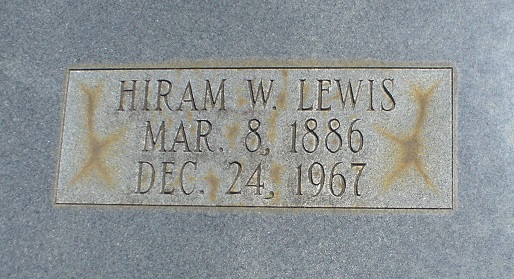 HIRAM W. LEWIS
MAR. 8, 1886
DEC. 24, 1967